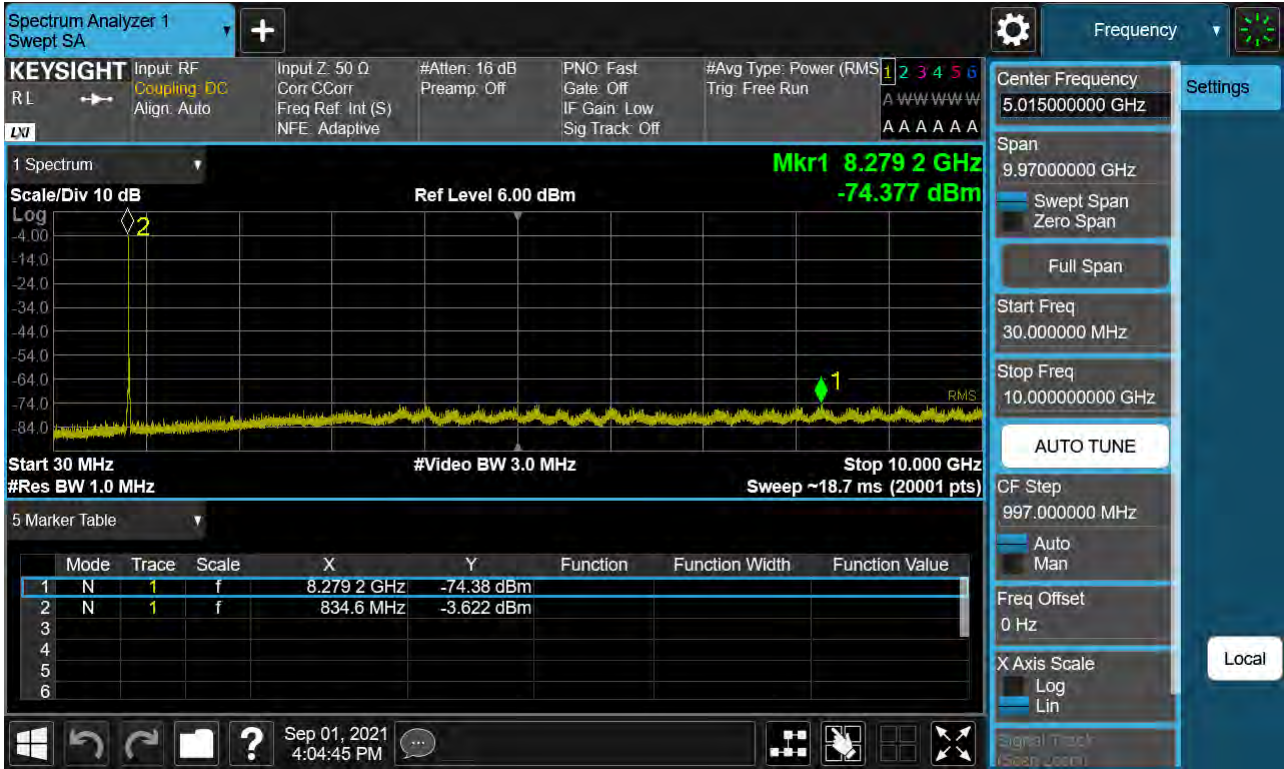 Spectrum Analyzer 1
Swept SA
+
Frequency
KEYSIGHT
RL
LXI
Input: RF
Coupling: DC
Align: Auto
Input Z: 50 Ω
Corr CCorr
Freq Ref: Int (S)
NFE: Adaptive
#Atten: 16 dB
Preamp: Off
PNO: Fast
Gate: Off
IF Gain: Low
Sig Track: Off
#Avg Type: Power (RMS
Trig: Free Run
1 2 3 4 5 6
A W W W W W
A A A A A A
1 Spectrum
Mkr1 8.279 2 GHz
Scale/Div 10 dB
Ref Level 6.00 dBm
-74.377 dBm
Log
2
-4.00
-14.0
-24.0
-34.0
-44.0
-54.0
-64.0
-74.0
-84.0
1
RMS
Start 30 MHz
#Video BW 3.0 MHz
Stop 10.000 GHz
#Res BW 1.0 MHz
Sweep ~18.7 ms (20001 pts)
5 Marker Table
Mode Trace Scale X Y Function Function Width Function Value
1 N 1 f 8.279 2 GHz -74.38 dBm
2 N 1 f 834.6 MHz -3.622 dBm
3
4
5
6
Sep 01, 2021
4:04:45 PM
?
Center Frequency
5.015000000 GHz
Settings
Span
9.97000000 GHz
Swept Span
Zero Span
Full Span
Start Freq
30.000000 MHz
Stop Freq
10.000000000 GHz
AUTO TUNE
CF Step
997.000000 MHz
Auto
Man
Freq Offset
0 Hz
X Axis Scale
Log
Lin
Local
Signal Track
(Span Zoom)